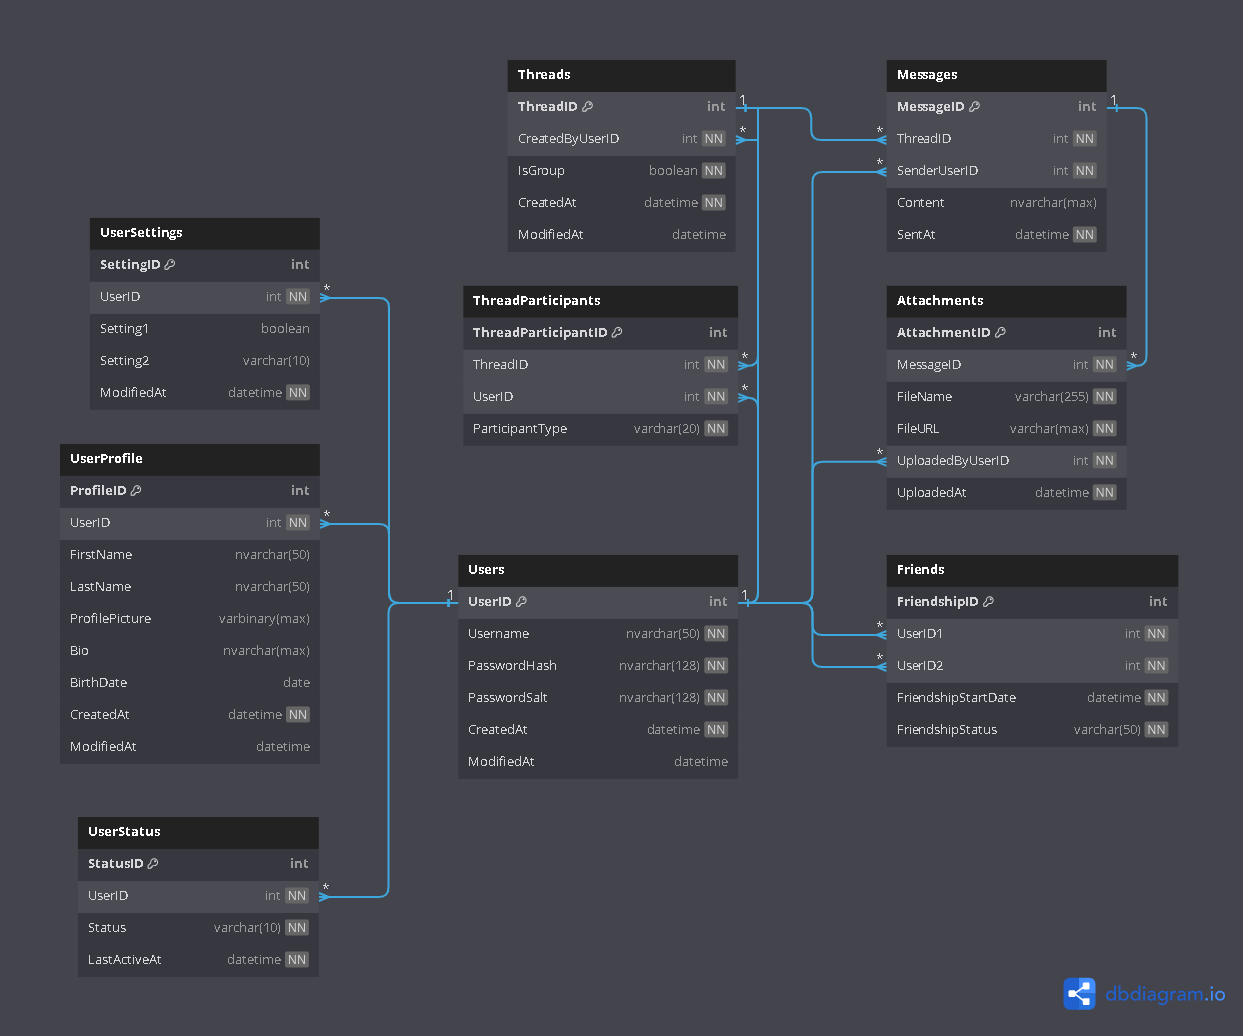 Threads
ThreadID int
CreatedByUserID int NN
IsGroup boolean NN
CreatedAt datetime NN
ModifiedAt datetime
1
*
Messages
MessageID int
ThreadID int NN
SenderUserID int NN
Content nvarchar(max)
SentAt datetime NN
1
*
*
UserSettings
SettingID int
UserID int NN
Setting1 boolean
Setting2 varchar(10)
ModifiedAt datetime NN
*
ThreadParticipants
ThreadParticipantID int
ThreadID int NN
UserID int NN
ParticipantType varchar(20) NN
*
*
Attachments
AttachmentID int
MessageID int NN
FileName varchar(255) NN
FileURL varchar(max) NN
UploadedByUserID int NN
UploadedAt datetime NN
*
*
UserProfile
ProfileID int
UserID int NN
FirstName nvarchar(50)
LastName nvarchar(50)
ProfilePicture varbinary(max)
Bio nvarchar(max)
BirthDate date
CreatedAt datetime NN
ModifiedAt datetime
*
Users
1
1
UserID int
Username nvarchar(50) NN
PasswordHash nvarchar(128) NN
PasswordSalt nvarchar(128) NN
CreatedAt datetime NN
ModifiedAt datetime
Friends
FriendshipID int
UserID1 int NN
UserID2 int NN
FriendshipStartDate datetime NN
FriendshipStatus varchar(50) NN
*
*
UserStatus
StatusID int
UserID int NN
Status varchar(10) NN
LastActiveAt datetime NN
*
dbdiagram.io